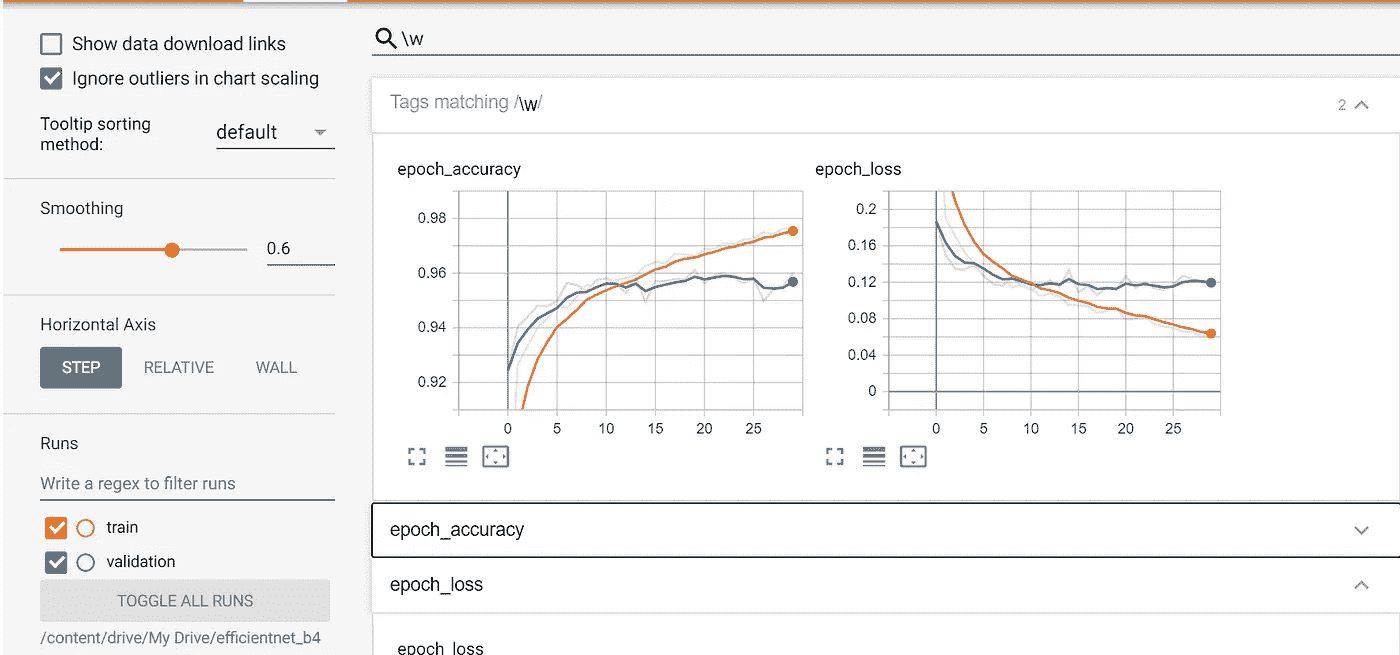 Show data download links
Ignore outliers in chart scaling
Tooltip sorting
method:
default
Smoothing
0.6
Horizontal Axis
STEP RELATIVE WALL
Runs
Write a regex to filter runs
train
validation
TOGGLE ALL RUNS
/content/drive/My Drive/efficientnet_b4
\w
Tags matching /\w/
2
epoch_accuracy
0.98
0.96
0.94
0.92
0 5 10 15 20 25
epoch_loss
0.2
0.16
0.12
0.08
0.04
0
0 5 10 15 20 25
epoch_accuracy
epoch_loss
epoch_loss